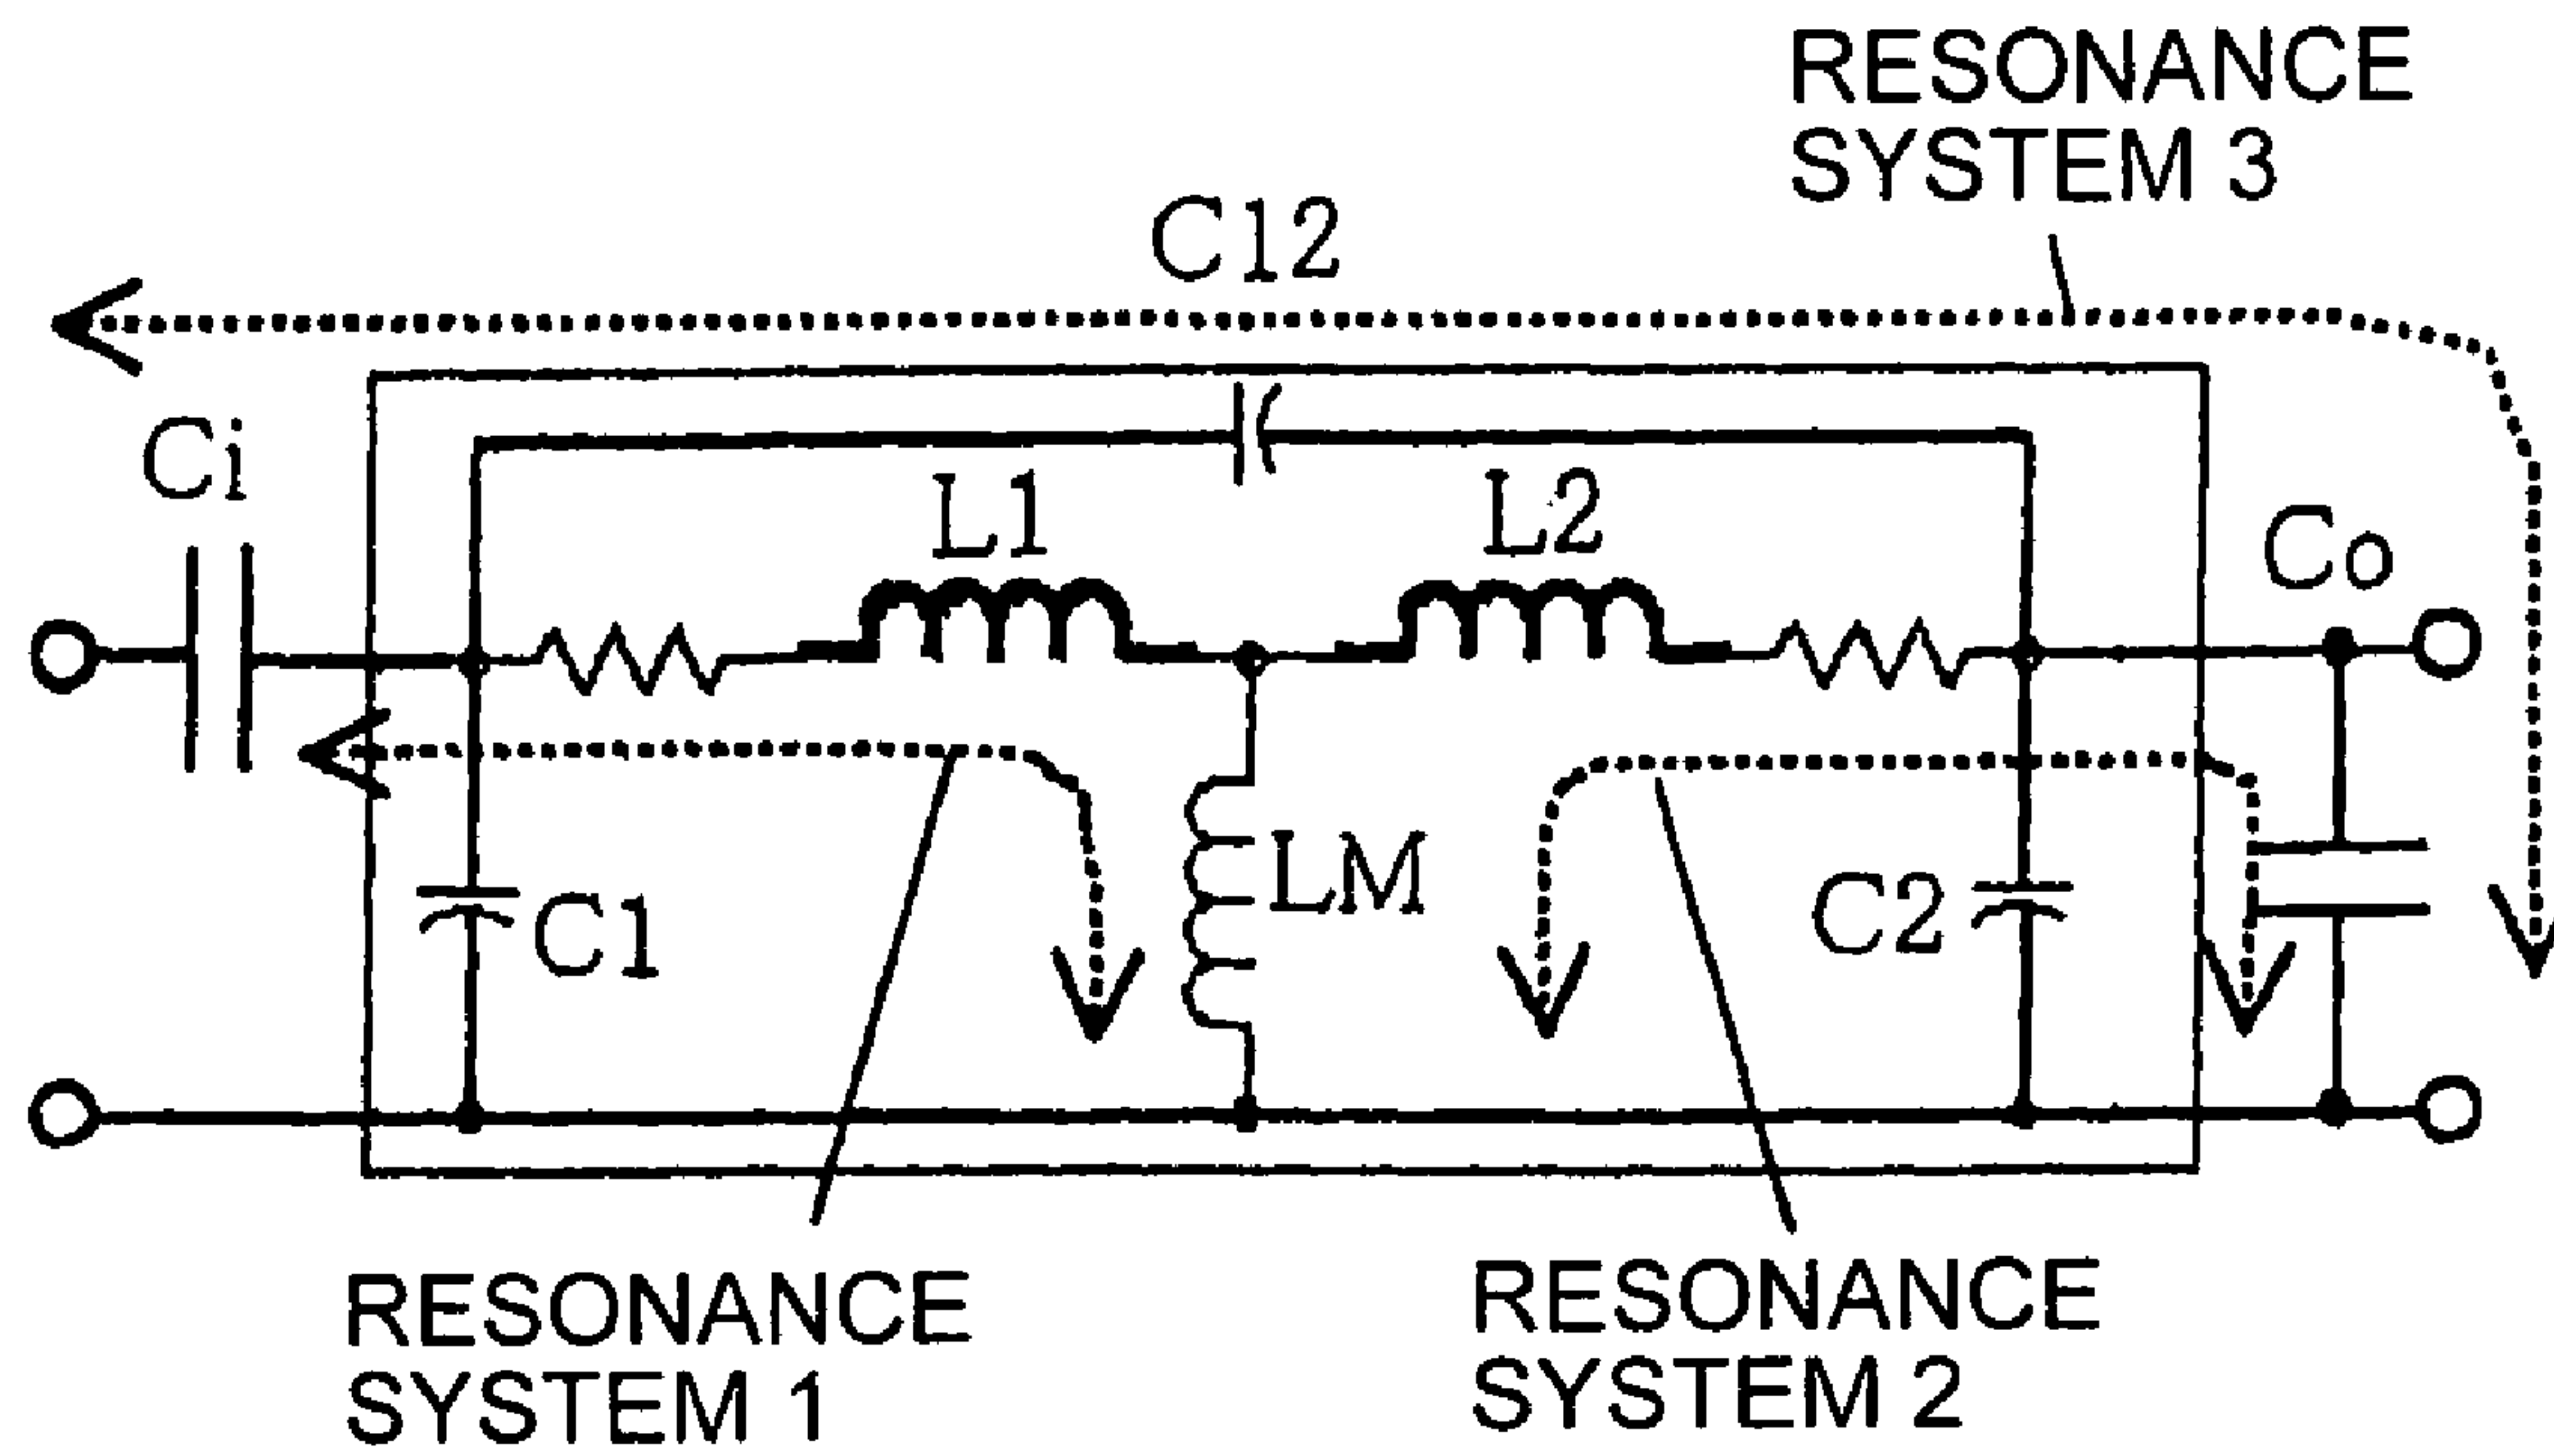 RESONANCE
SYSTEM 3
C12
Ci
L1
L2
Co
LM
C1
C2
RESONANCE
SYSTEM 1
RESONANCE
SYSTEM 2